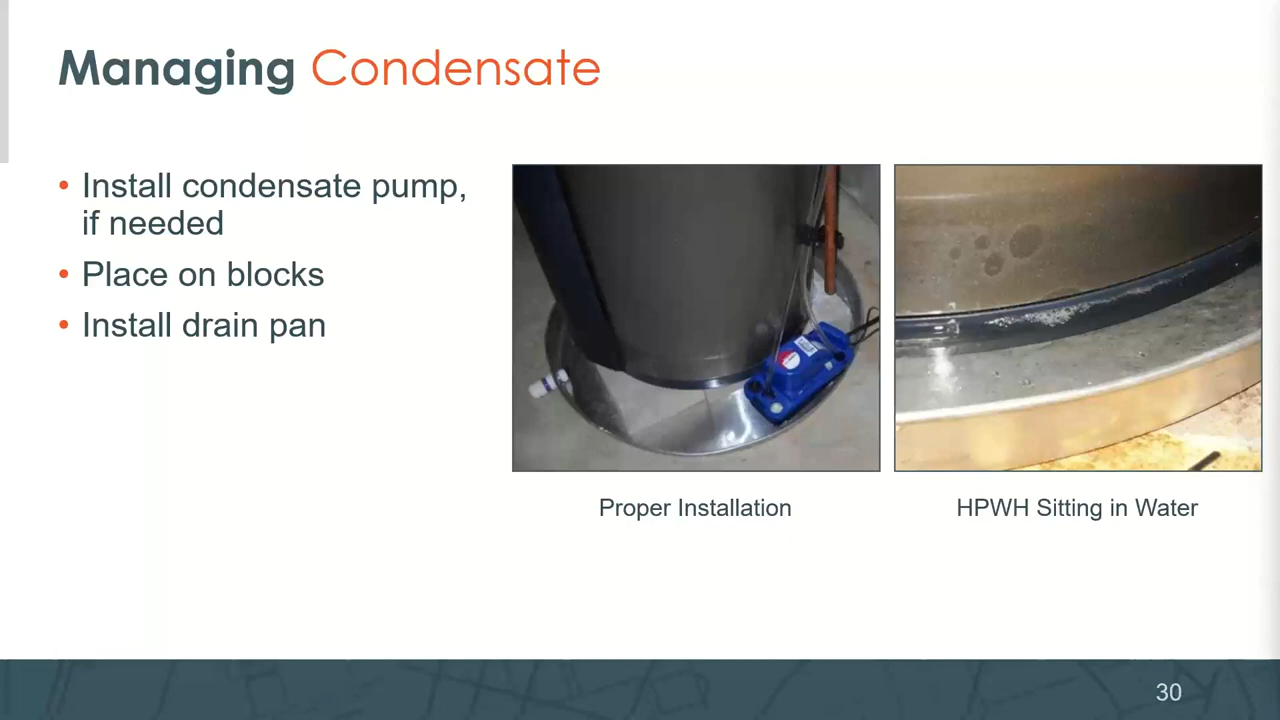 Managing Condensate
• Install condensate pump,
if needed
• Place on blocks
• Install drain pan
Proper Installation
HPWH Sitting in Water
30